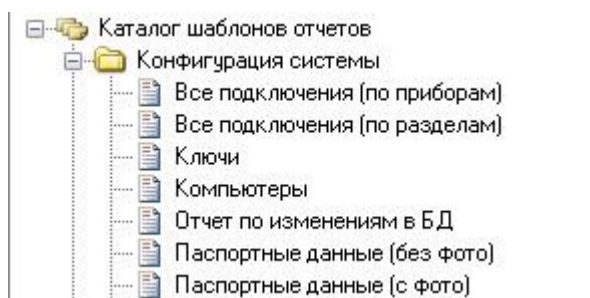 Каталог шаблонов отчетов
Конфигурация системы
Все подключения (по приборам)
Все подключения (по разделам)
Ключи
Компьютеры
Отчет по изменениям в БД
Паспортные данные (без фото)
Паспортные данные (с фото)